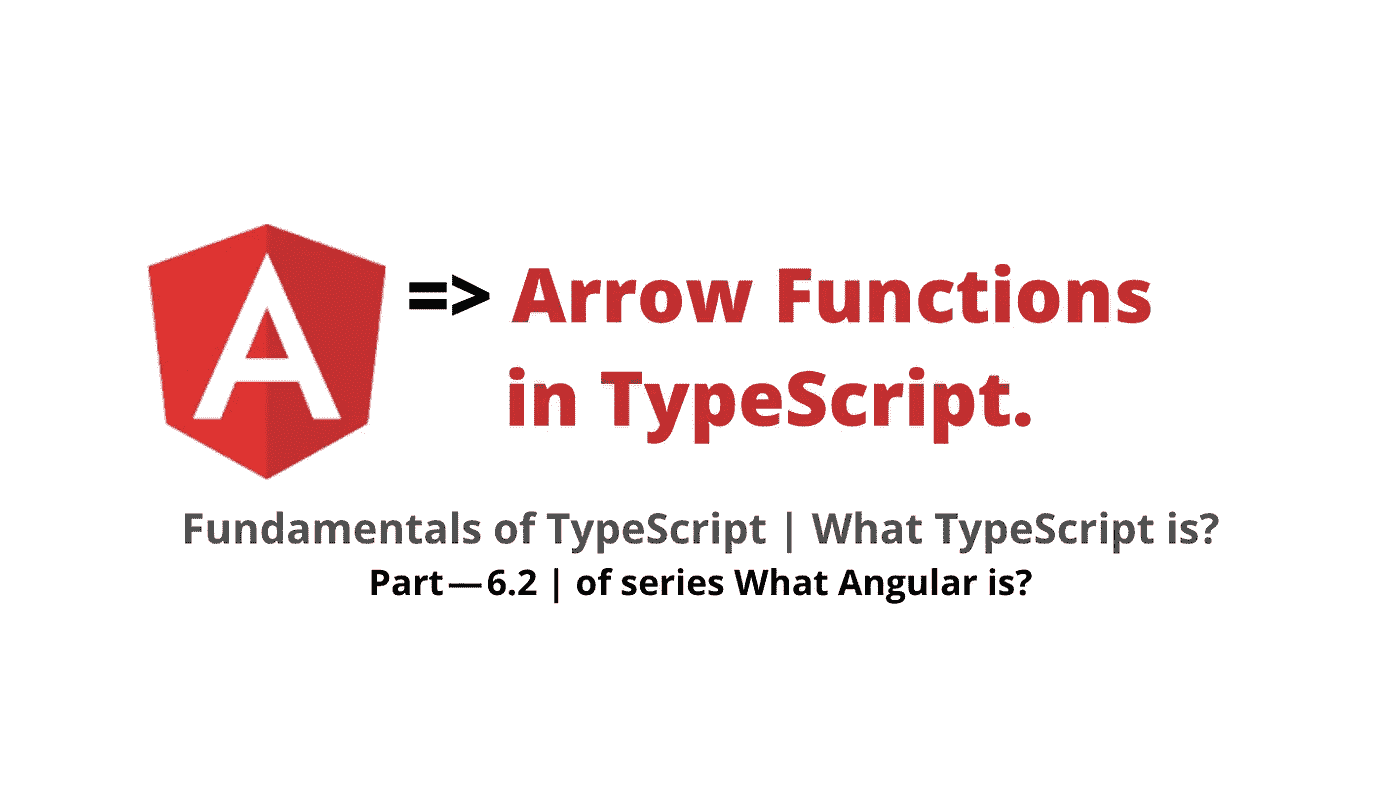 => Arrow Functions
in TypeScript.
Fundamentals of TypeScript | What TypeScript is?
Part — 6.2 | of series What Angular is?